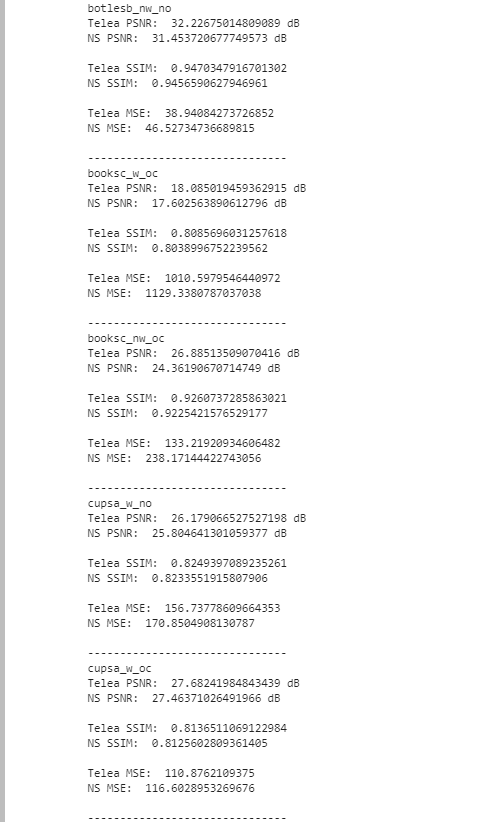 botlesb_nw_no
Telea PSNR:  32.22675014809089 dB
NS PSNR:  31.453720677749573 dB
Telea SSIM:  0.9470347916701302
NS SSIM:  0.9456590627946961
Telea MSE:  38.94084273726852
NS MSE:  46.52734736689815
-------------------------------
booksc_w_oc
Telea PSNR:  18.085019459362915 dB
NS PSNR:  17.602563890612796 dB
Telea SSIM:  0.8085696031257618
NS SSIM:  0.8038996752239562
Telea MSE:  1010.5979546440972
NS MSE:  1129.3380787037038
-------------------------------
booksc_nw_oc
Telea PSNR:  26.88513509070416 dB
NS PSNR:  24.36190670714749 dB
Telea SSIM:  0.9260737285863021
NS SSIM:  0.9225421576529177
Telea MSE:  133.21920934606482
NS MSE:  238.17144422743056
-------------------------------
cupsa_w_no
Telea PSNR:  26.179066527527198 dB
NS PSNR:  25.804641301059377 dB
Telea SSIM:  0.8249397089235261
NS SSIM:  0.8233551915807906
Telea MSE:  156.73778609664353
NS MSE:  170.8504908130787
-------------------------------
cupsa_w_oc
Telea PSNR:  27.68241984843439 dB
NS PSNR:  27.46371026491966 dB
Telea SSIM:  0.8136511069122984
NS SSIM:  0.8125602809361405
Telea MSE:  110.8762109375
NS MSE:  116.6028953269676
-------------------------------